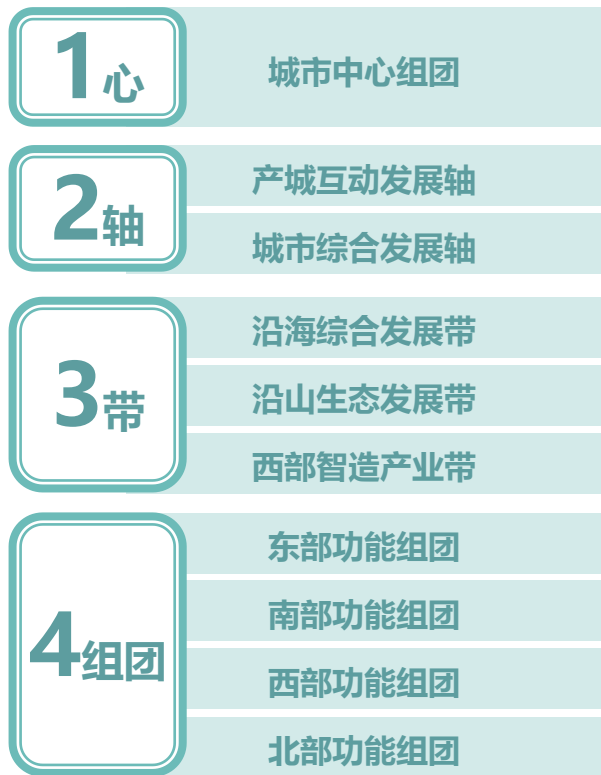 1心
城市中心组团
2轴
产城互动发展轴
城市综合发展轴
3带
沿海综合发展带
沿山生态发展带
西部智造产业带
4组团
东部功能组团
南部功能组团
西部功能组团
北部功能组团